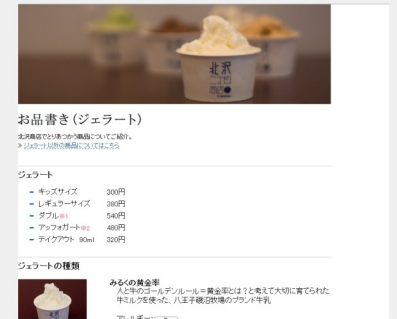 北沢
お品書き(ジェラート)
北沢商店でとりあつかう商品についてご紹介。
» ジェラート以外の商品についてはこちら
ジェラート
キッズサイズ 300円
レギュラーサイズ 380円
ダブル※1 540円
アッフォガート※2 480円
テイクアウト 90ml 320円
ジェラートの種類
みるくの黄金率
人と牛のゴールデンルール=黄金率とは?と考えて大切に育てられた
牛ミルクを使った、八王子磯沼牧場のブランド牛乳